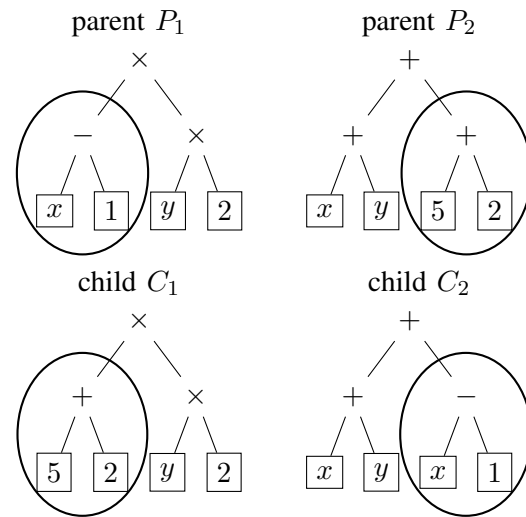 parent P₁ parent P₂
× +
− × + +
x 1 y 2 x y 5 2
child C₁ child C₂
× +
+ × + −
5 2 y 2 x y x 1